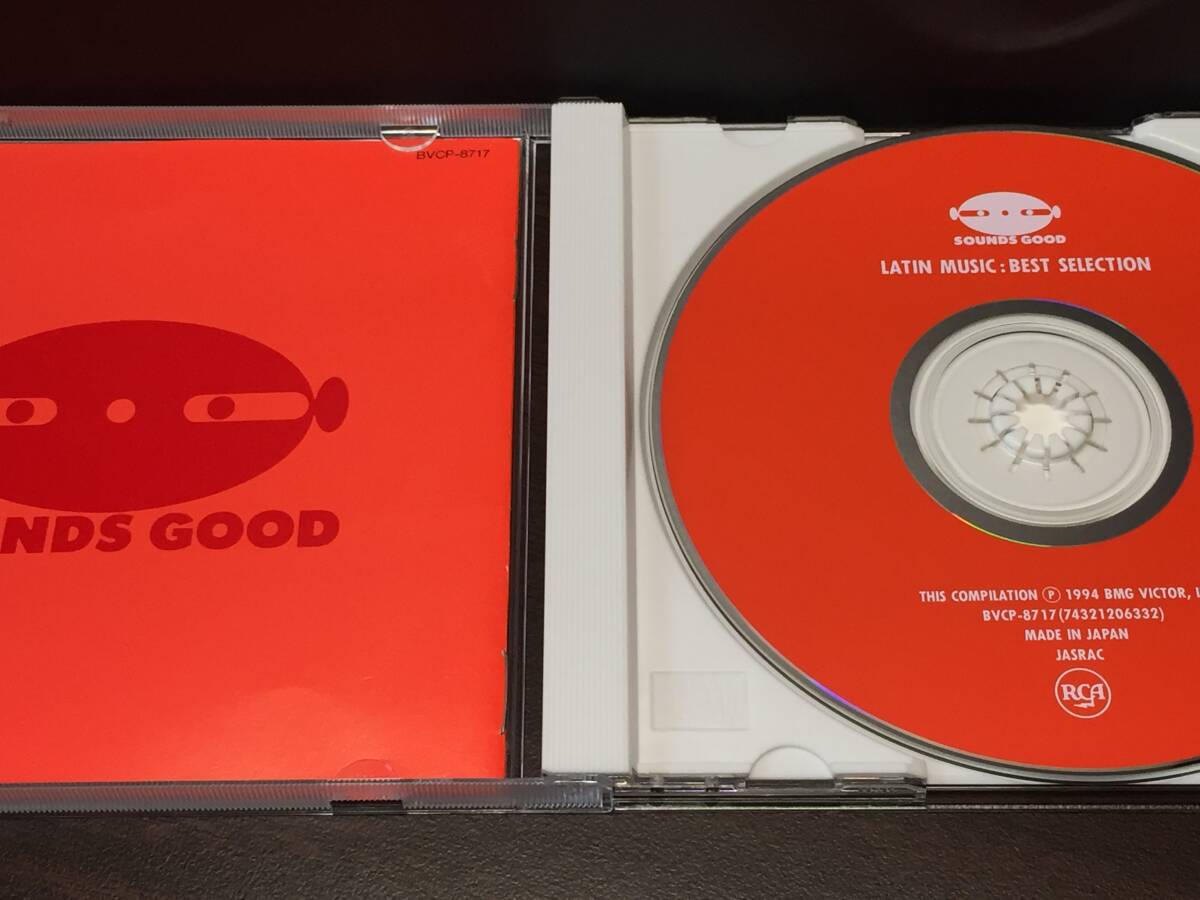 BVCP-8717
NDS GOOD
SOUNDS GOOD
LATIN MUSIC : BEST SELECTION
THIS COMPILATION Ⓟ 1994 BMG VICTOR, I
BVCP-8717 (74321206332)
MADE IN JAPAN
JASRAC
RCA